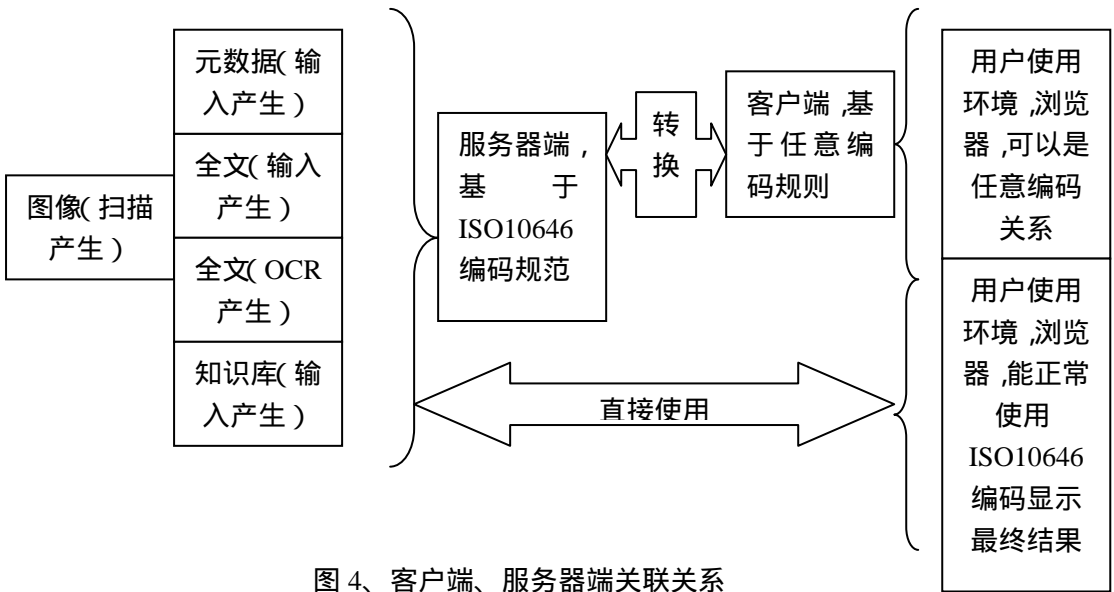 图像( 扫描
产生 )
元数据( 输
入产生 )
全文( 输入
产生 )
全文( OCR
产生 )
知识库( 输
入产生 )
服务器端 ,
基 于
ISO10646
编码规范
转
换
客户端 ,基
于任意编
码规则
直接使用
用户使用
环境 ,浏览
器 ,可以是
任意编码
关系
用户使用
环境 ,浏览
器 ,能正常
使用
ISO10646
编码显示
最终结果
图 4、客户端、服务器端关联关系